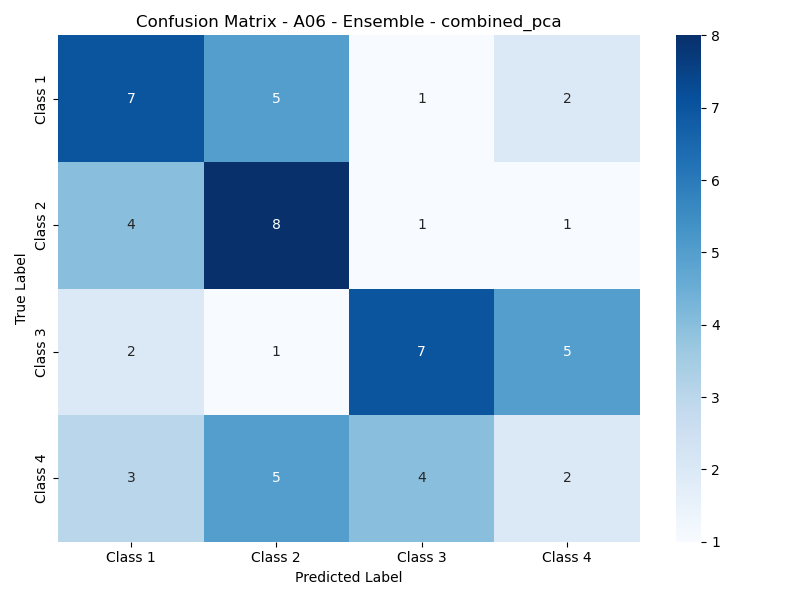 Confusion Matrix - A06 - Ensemble - combined_pca
True Label
Class 1
7 5 1 2
Class 2
4 8 1 1
Class 3
2 1 7 5
Class 4
3 5 4 2
Class 1 Class 2 Class 3 Class 4
Predicted Label
8
7
6
5
4
3
2
1